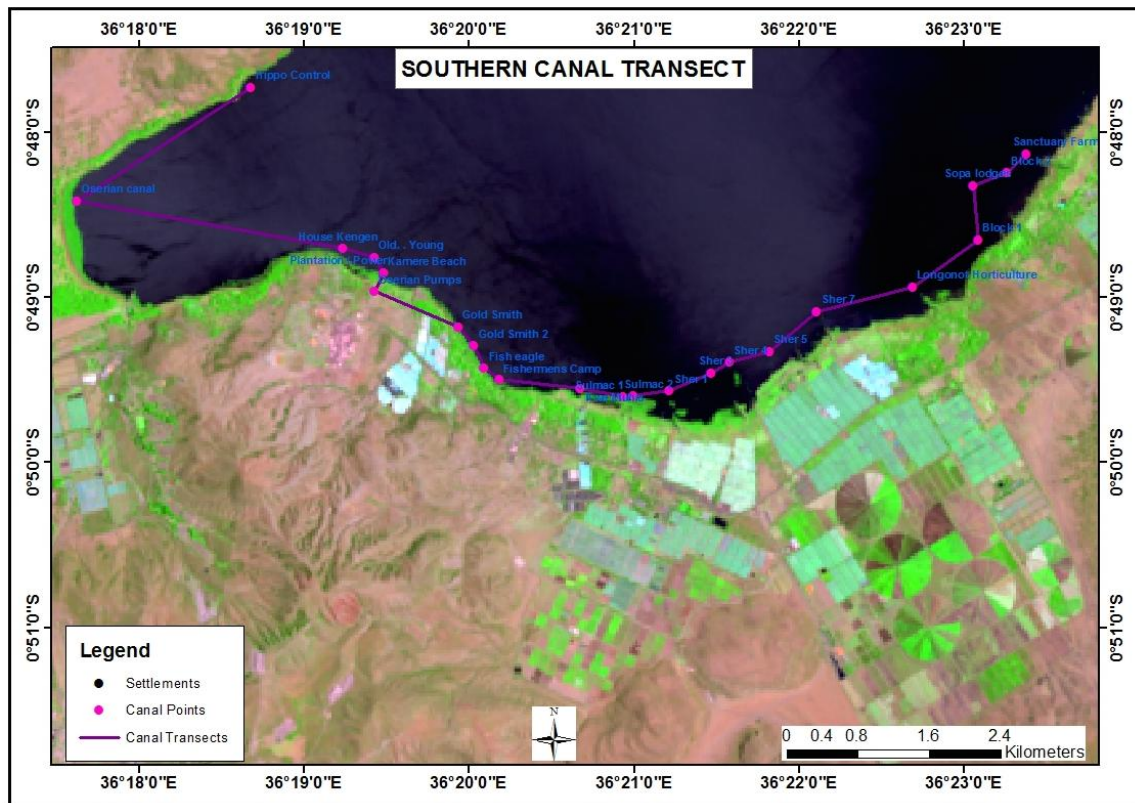 36°18'0"E 36°19'0"E 36°20'0"E 36°21'0"E 36°22'0"E 36°23'0"E
SOUTHERN CANAL TRANSECT
Hippo Control
0°48'0"S 0°48'0"S
Sanctuary Farm
Block
Sopa lodges
Oserian canal
Block 1
House Kengen
Old. . Young
Plantation - Power Kamere Beach
Oserian Pumps
Longonot Horticulture
0°49'0"S 0°49'0"S
Sher 7
Gold Smith
Gold Smith 2
Sher 5
Fish eagle
Sher
Sher
Fishermens Camp
Sulmac 1 Sulmac 2 Sher 1
0°50'0"S 0°50'0"S
0°51'0"S 0°51'0"S
Legend
Settlements
Canal Points
Canal Transects
N
0 0.4 0.8 1.6 2.4
Kilometers
36°18'0"E 36°19'0"E 36°20'0"E 36°21'0"E 36°22'0"E 36°23'0"E